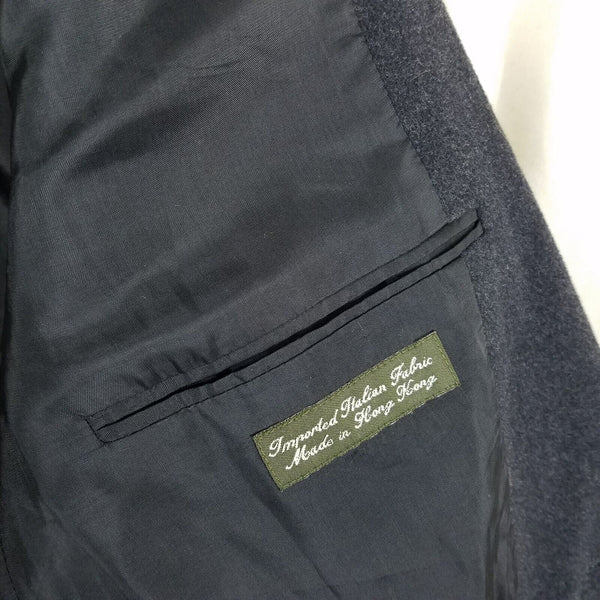 Imported Italian Fabric
Made in Hong Kong